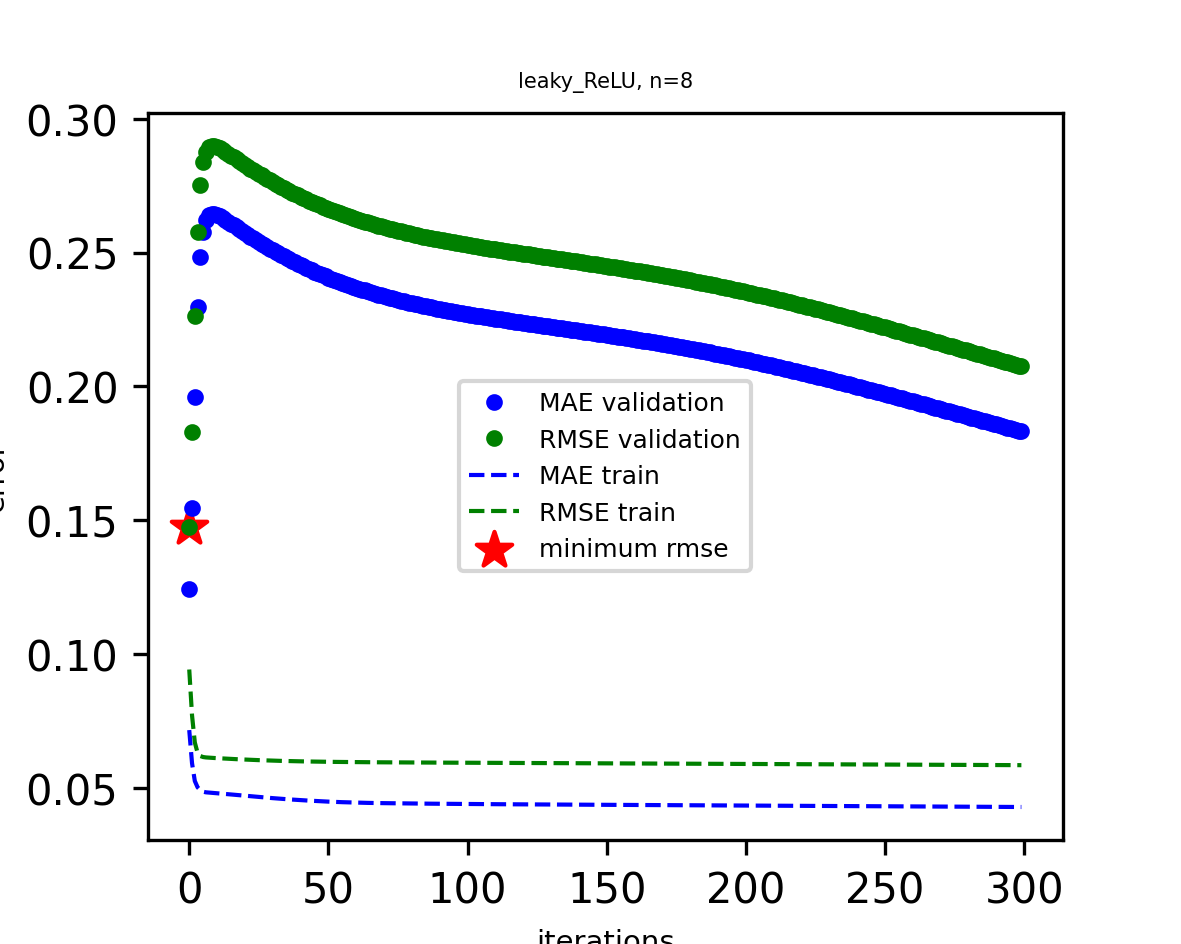 leaky_ReLU, n=8
0.30
0.25
0.20
0.15
0.10
0.05
MAE validation
RMSE validation
MAE train
RMSE train
minimum rmse
0 50 100 150 200 250 300
iterations